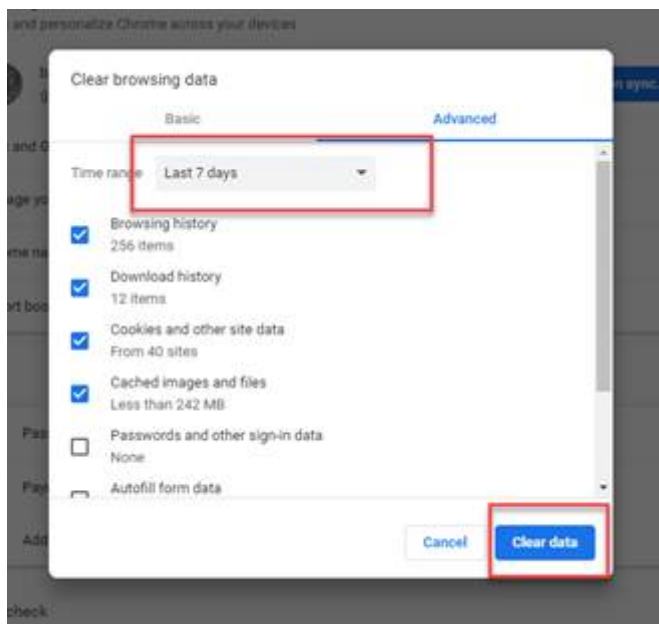 and personalize Chrome across your devices
Clear browsing data
Basic
Advanced
Time range
Last 7 days
Browsing history
256 items
Download history
12 items
Cookies and other site data
From 40 sites
Cached images and files
Less than 242 MB
Passwords and other sign-in data
None
Autofill form data
Cancel
Clear data
check